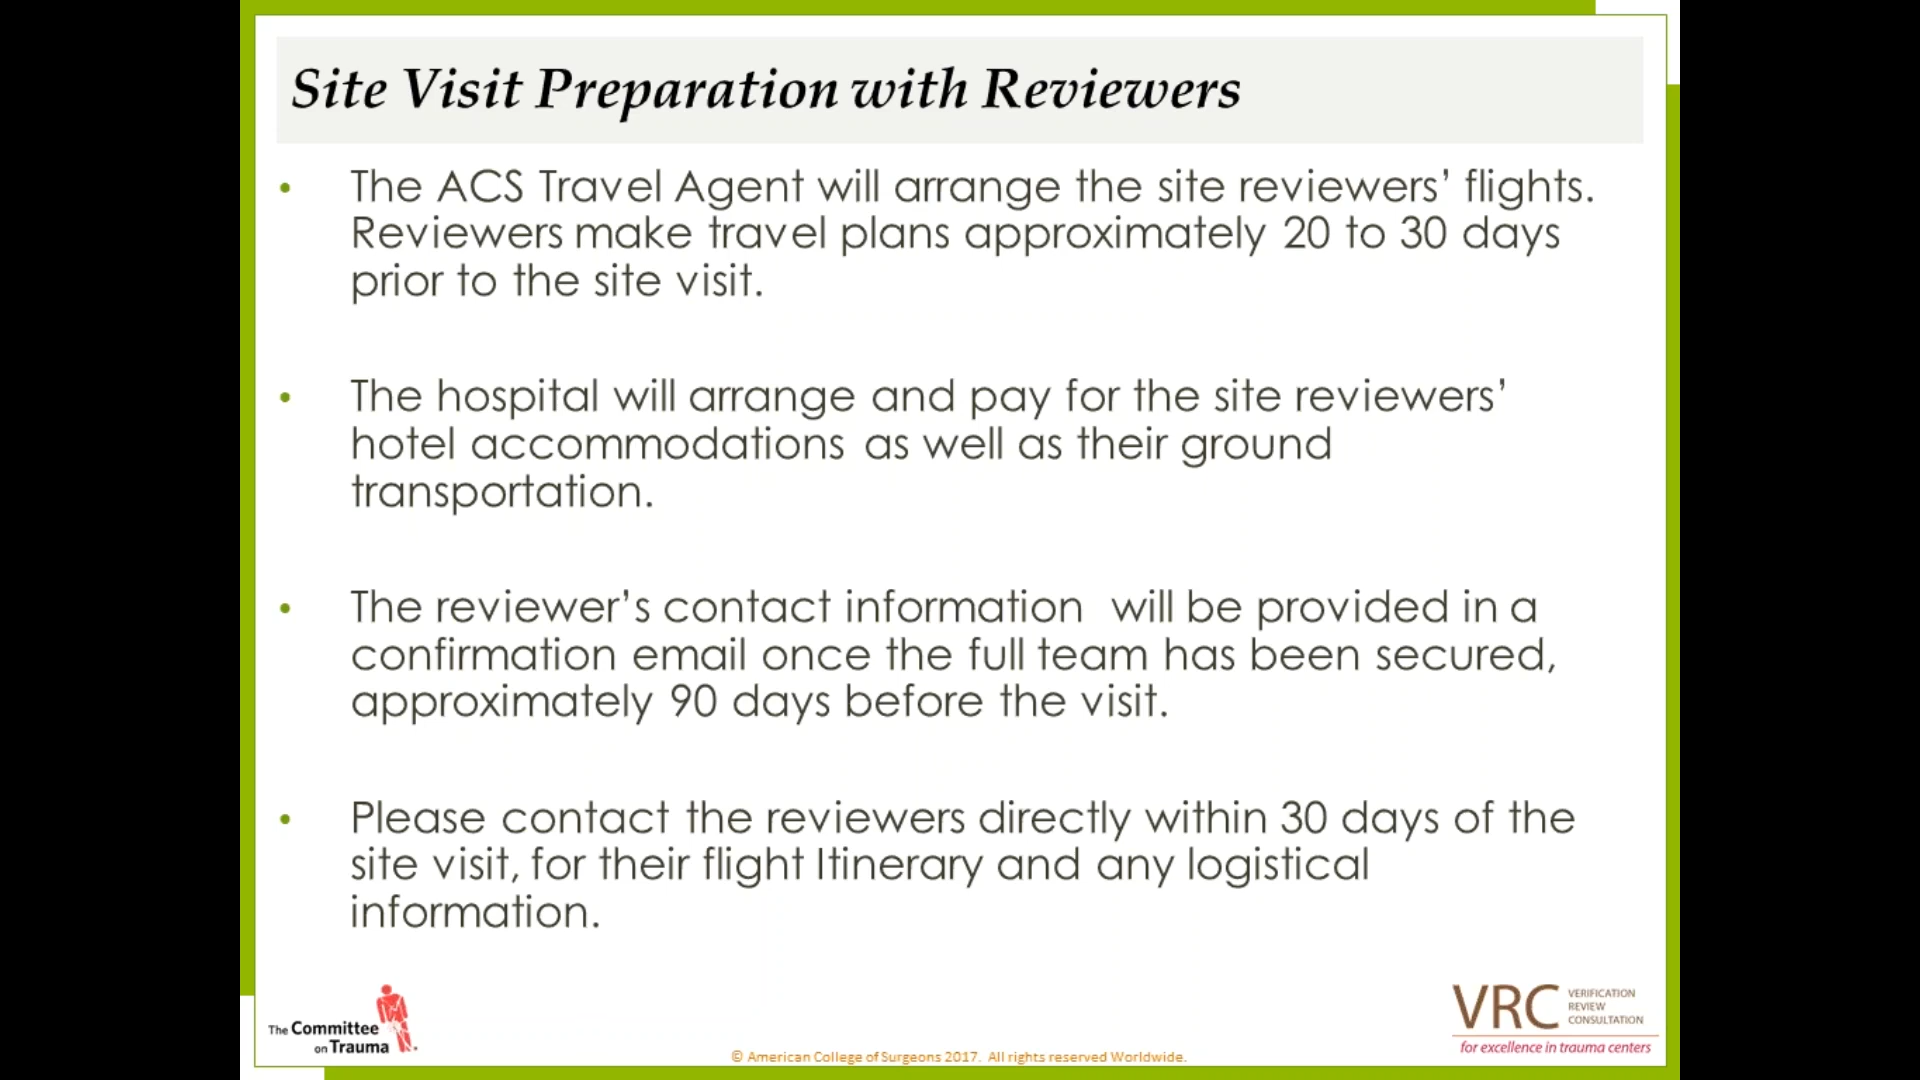 Site Visit Preparation with Reviewers
• The ACS Travel Agent will arrange the site reviewers’ flights.
Reviewers make travel plans approximately 20 to 30 days
prior to the site visit.
• The hospital will arrange and pay for the site reviewers’
hotel accommodations as well as their ground
transportation.
• The reviewer’s contact information will be provided in a
confirmation email once the full team has been secured,
approximately 90 days before the visit.
• Please contact the reviewers directly within 30 days of the
site visit, for their flight Itinerary and any logistical
information.
The Committee
on Trauma
© American College of Surgeons 2017. All rights reserved Worldwide.
VRC
VERIFICATION
REVIEW
CONSULTATION
for excellence in trauma centers